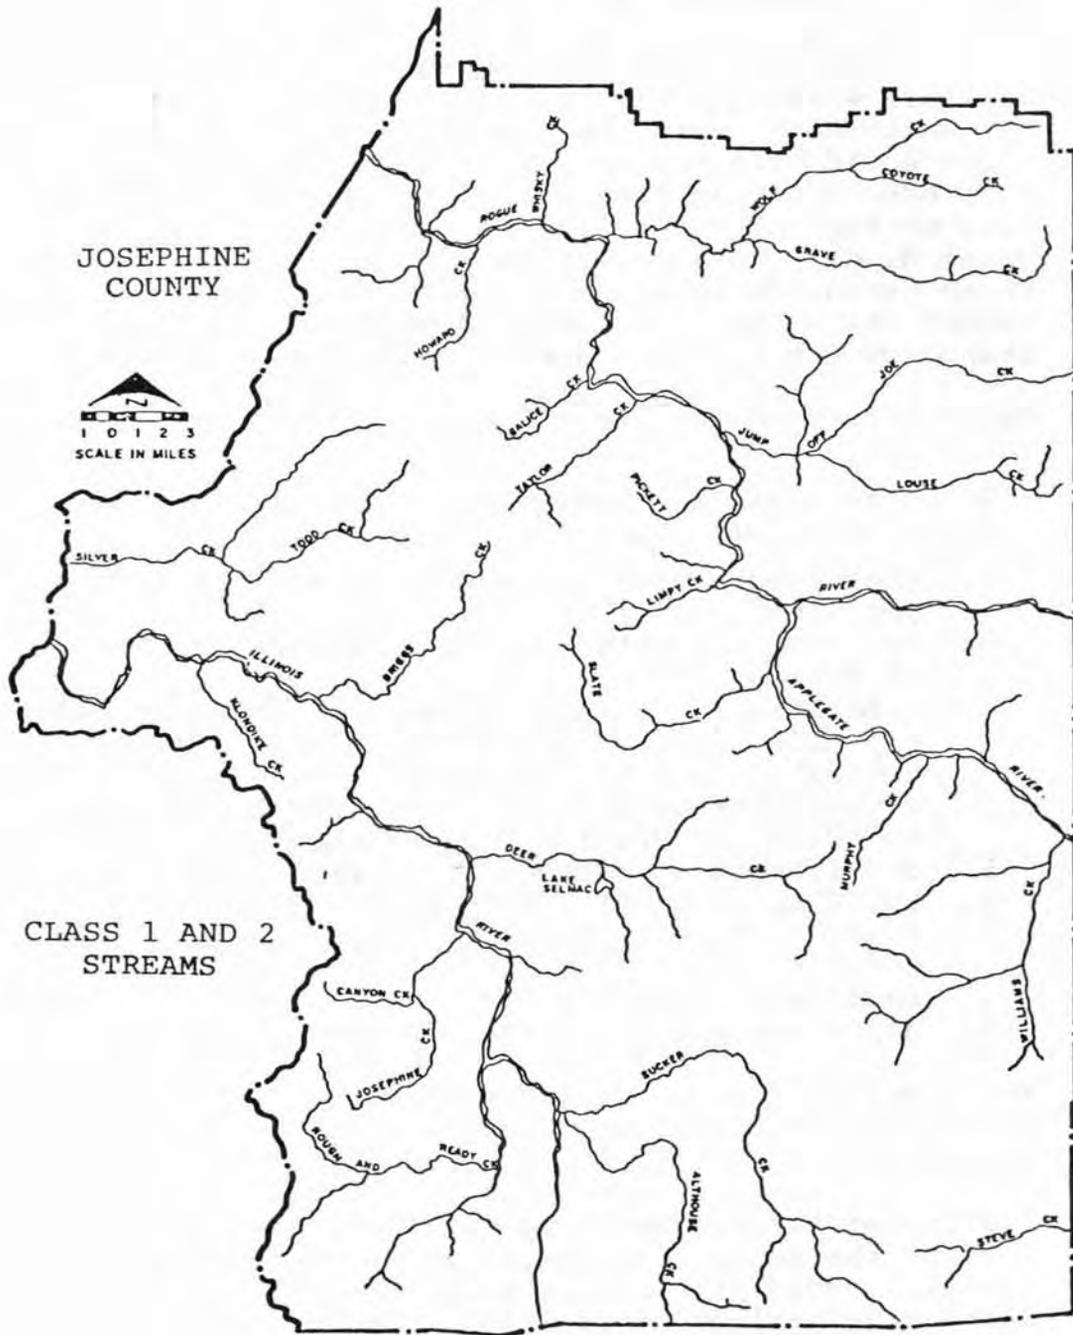 JOSEPHINE
COUNTY
N
1 0 1 2 3
SCALE IN MILES
CLASS 1 AND 2
STREAMS
CK
WHISKY
ROGUE
CK
HOWARD
WOLF
CK
COYOTE CK
GRAVE CK
GALICE CK
TAYLOR CK
PICKETT CK
JUMP OFF JOE CK
LOUSE CK
SILVER CK
TODD CK
BRIGGS CK
LIMPY CK
RIVER
ILLINOIS
KLONDIKE CK
SLATE CK
APPLEGATE
RIVER.
MURPHY CK
DEER CK
LAKE
SELMAC
RIVER
CK
WILLIAMS
CANYON CK
CK
JOSEPHINE
ROUGH AND READY CK
SUCKER CK
ALTHOUSE CK
STEVE CK